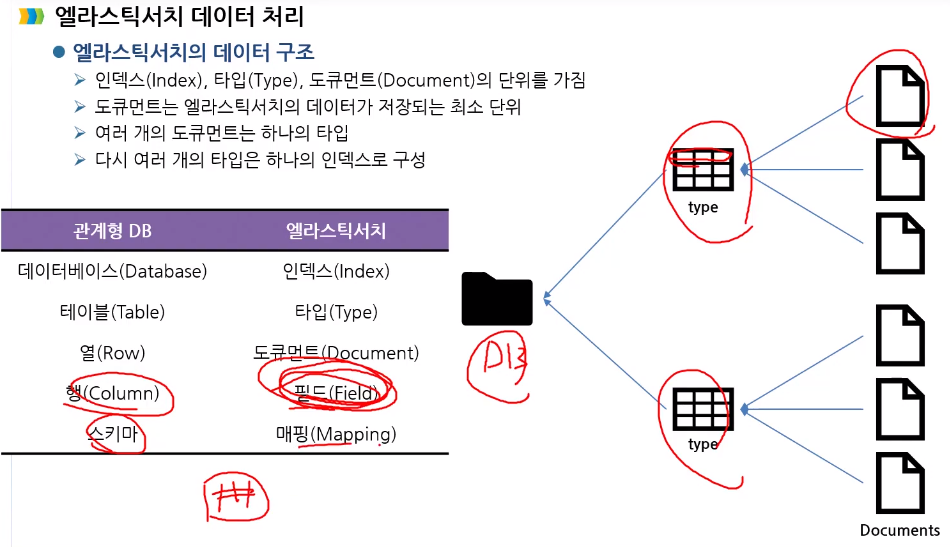 엘라스틱서치 데이터 처리
엘라스틱서치의 데이터 구조
인덱스(Index), 타입(Type), 도큐먼트(Document)의 단위를 가짐
도큐먼트는 엘라스틱서치의 데이터가 저장되는 최소 단위
여러 개의 도큐먼트는 하나의 타입
다시 여러 개의 타입은 하나의 인덱스로 구성
관계형 DB 엘라스틱서치
데이터베이스(Database) 인덱스(Index)
테이블(Table) 타입(Type)
열(Row) 도큐먼트(Document)
행(Column) 필드(Field)
스키마 매핑(Mapping)
DB
type
type
Documents